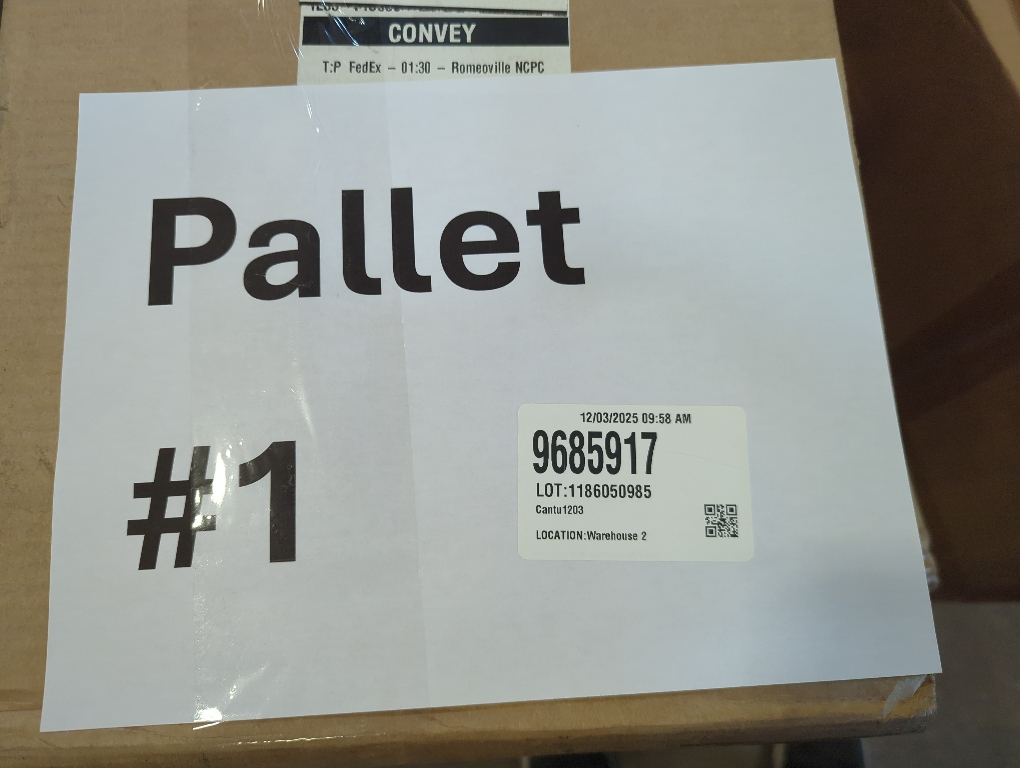 CONVEY
T:P FedEx - 01:30 - Romeoville NCPC
Pallet
#1
12/03/2025 09:58 AM
9685917
LOT:1186050985
Cantu1203
LOCATION:Warehouse 2